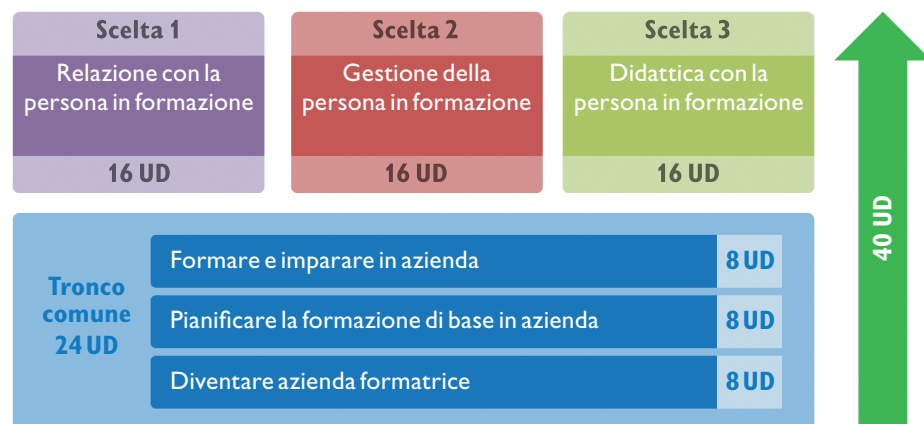 Scelta 1
Relazione con la
persona in formazione
16 UD
Scelta 2
Gestione della
persona in formazione
16 UD
Scelta 3
Didattica con la
persona in formazione
16 UD
40 UD
Tronco
comune
24 UD
Formare e imparare in azienda
8 UD
Pianificare la formazione di base in azienda
8 UD
Diventare azienda formatrice
8 UD